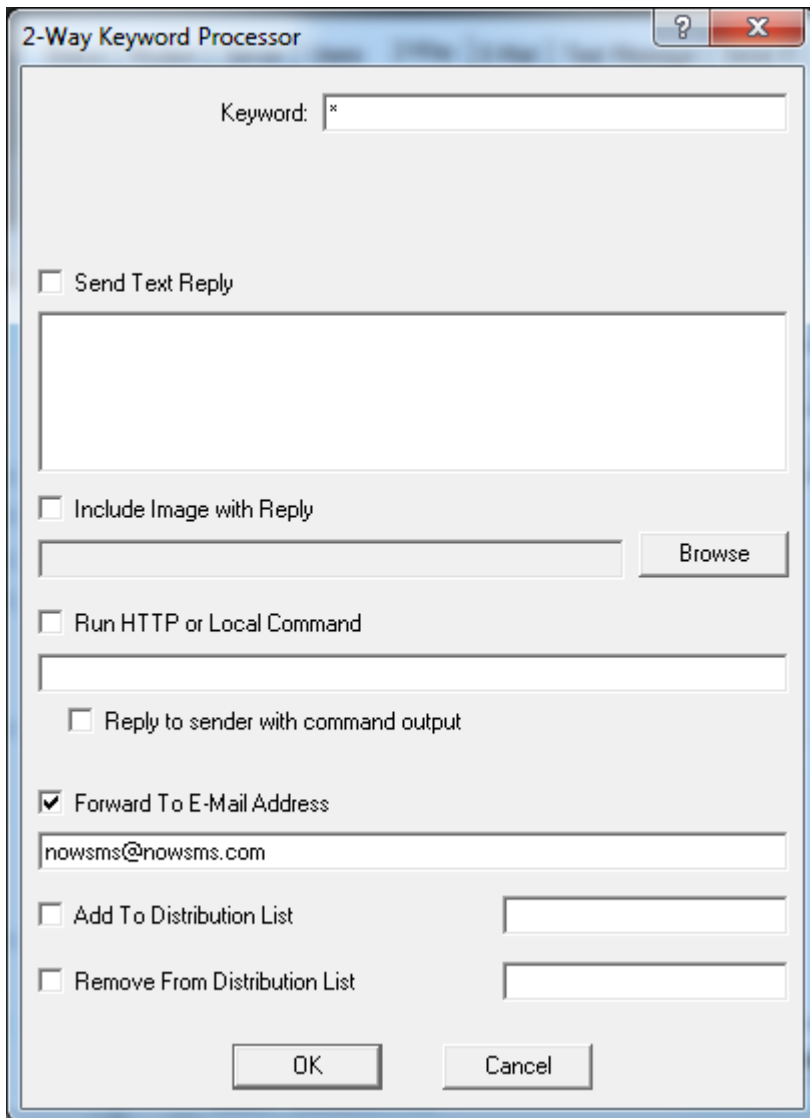 2-Way Keyword Processor
Keyword: *
Send Text Reply
Include Image with Reply
Browse
Run HTTP or Local Command
Reply to sender with command output
Forward To E-Mail Address
nowsms@nowsms.com
Add To Distribution List
Remove From Distribution List
OK Cancel